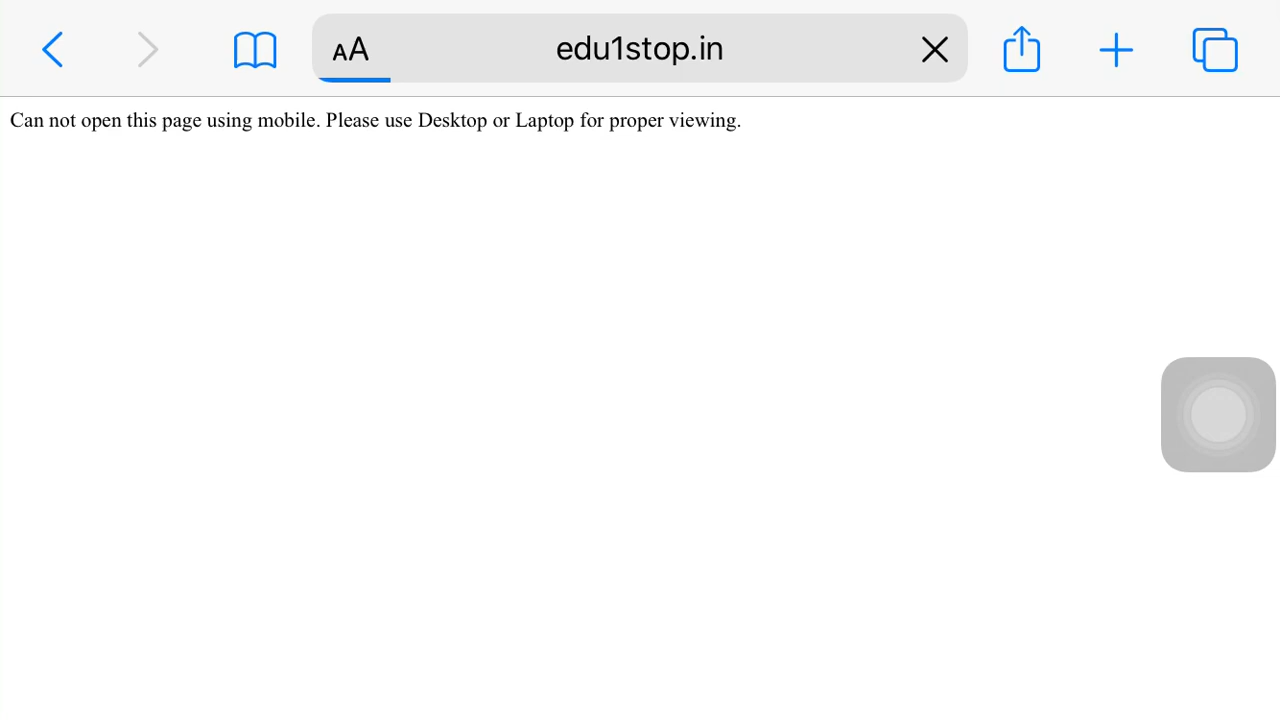 AA
edu1stop.in
Can not open this page using mobile. Please use Desktop or Laptop for proper viewing.